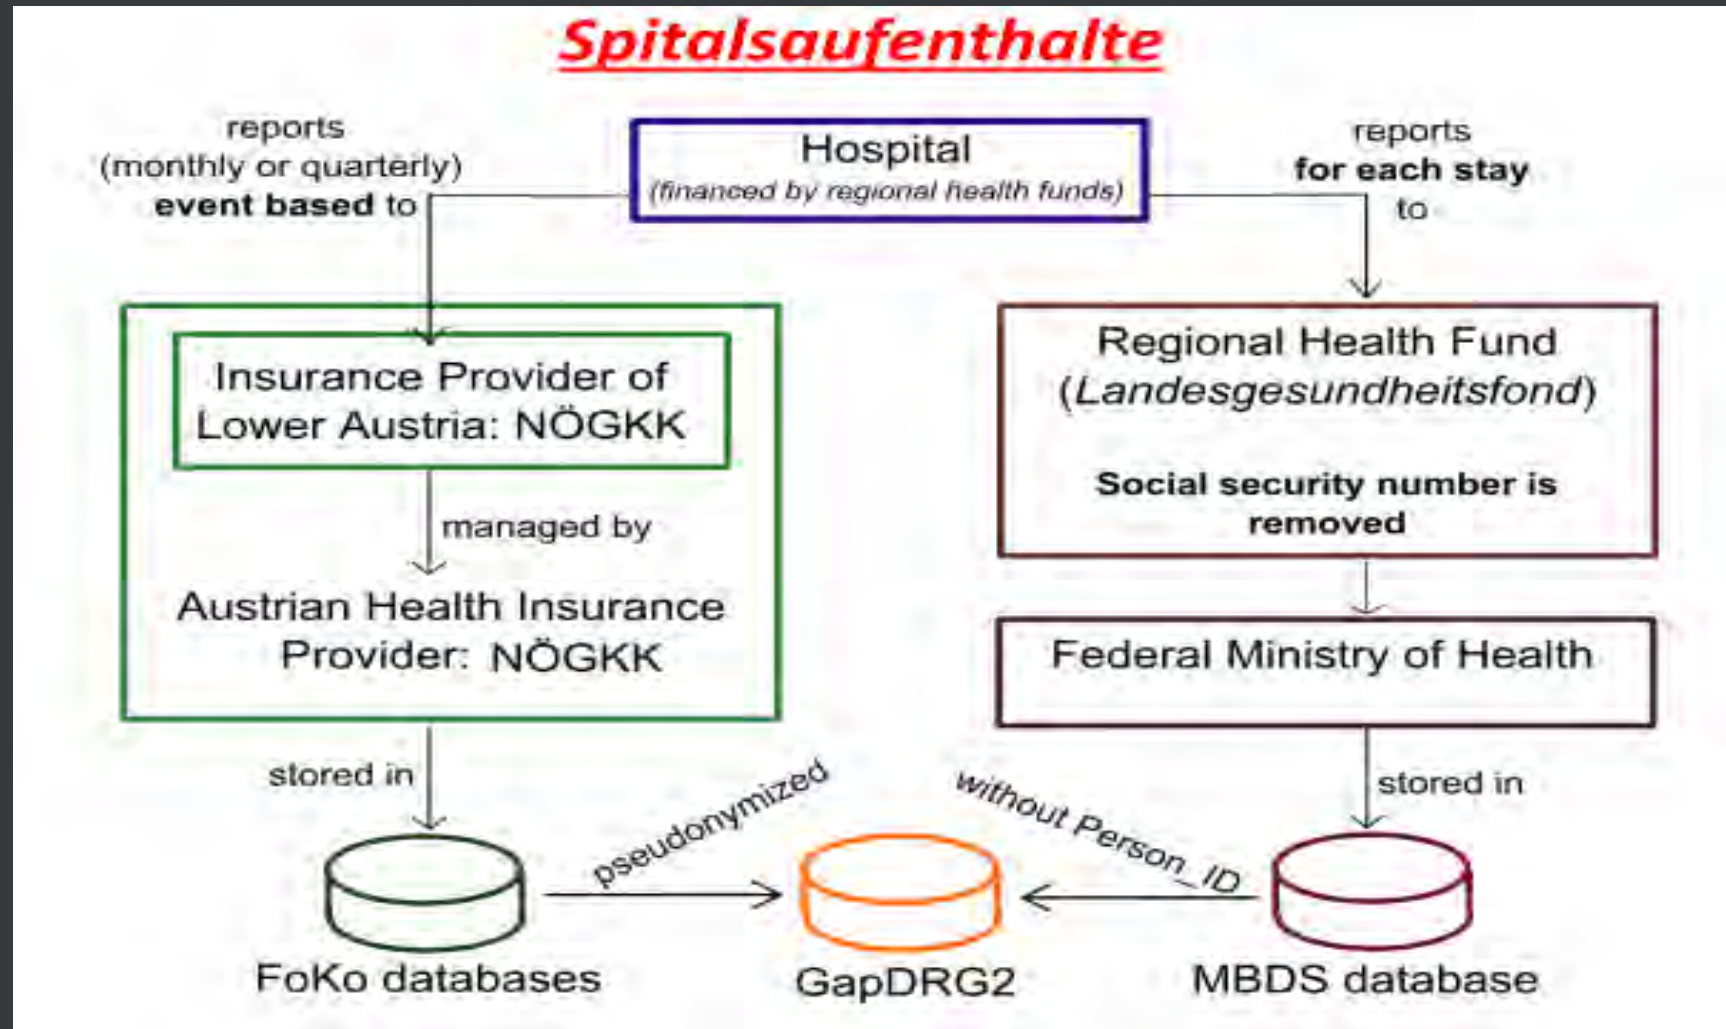 Spitalsaufenthalte
reports
(monthly or quarterly)
event based to
Hospital
(financed by regional health funds)
reports
for each stay
to
Insurance Provider of
Lower Austria: NÖGKK
managed by
Austrian Health Insurance
Provider: NÖGKK
Regional Health Fund
(Landesgesundheitsfond)
Social security number is
removed
Federal Ministry of Health
stored in
stored in
pseudonymized
without Person_ID
FoKo databases
GapDRG2
MBDS database